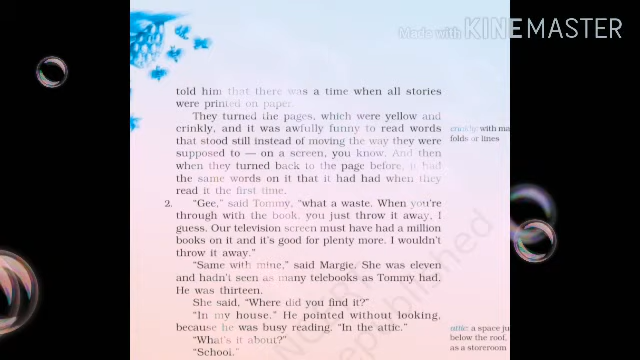 Made with KINEMASTER
told him that there was a time when all stories
were printed on paper.
They turned the pages, which were yellow and
crinkly, and it was awfully funny to read words
that stood still instead of moving the way they were
supposed to — on a screen, you know. And then
when they turned back to the page before, it had
the same words on it that it had had when they
read it the first time.
crinkly: with ma
folds or lines
2. "Gee," said Tommy, "what a waste. When you're
through with the book, you just throw it away, I
guess. Our television screen must have had a million
books on it and it's good for plenty more. I wouldn't
throw it away."
"Same with mine," said Margie. She was eleven
and hadn't seen as many telebooks as Tommy had.
He was thirteen.
She said, "Where did you find it?"
"In my house." He pointed without looking,
because he was busy reading. "In the attic."
"What's it about?"
"School."
attic: a space ju
below the root,
as a storeroom